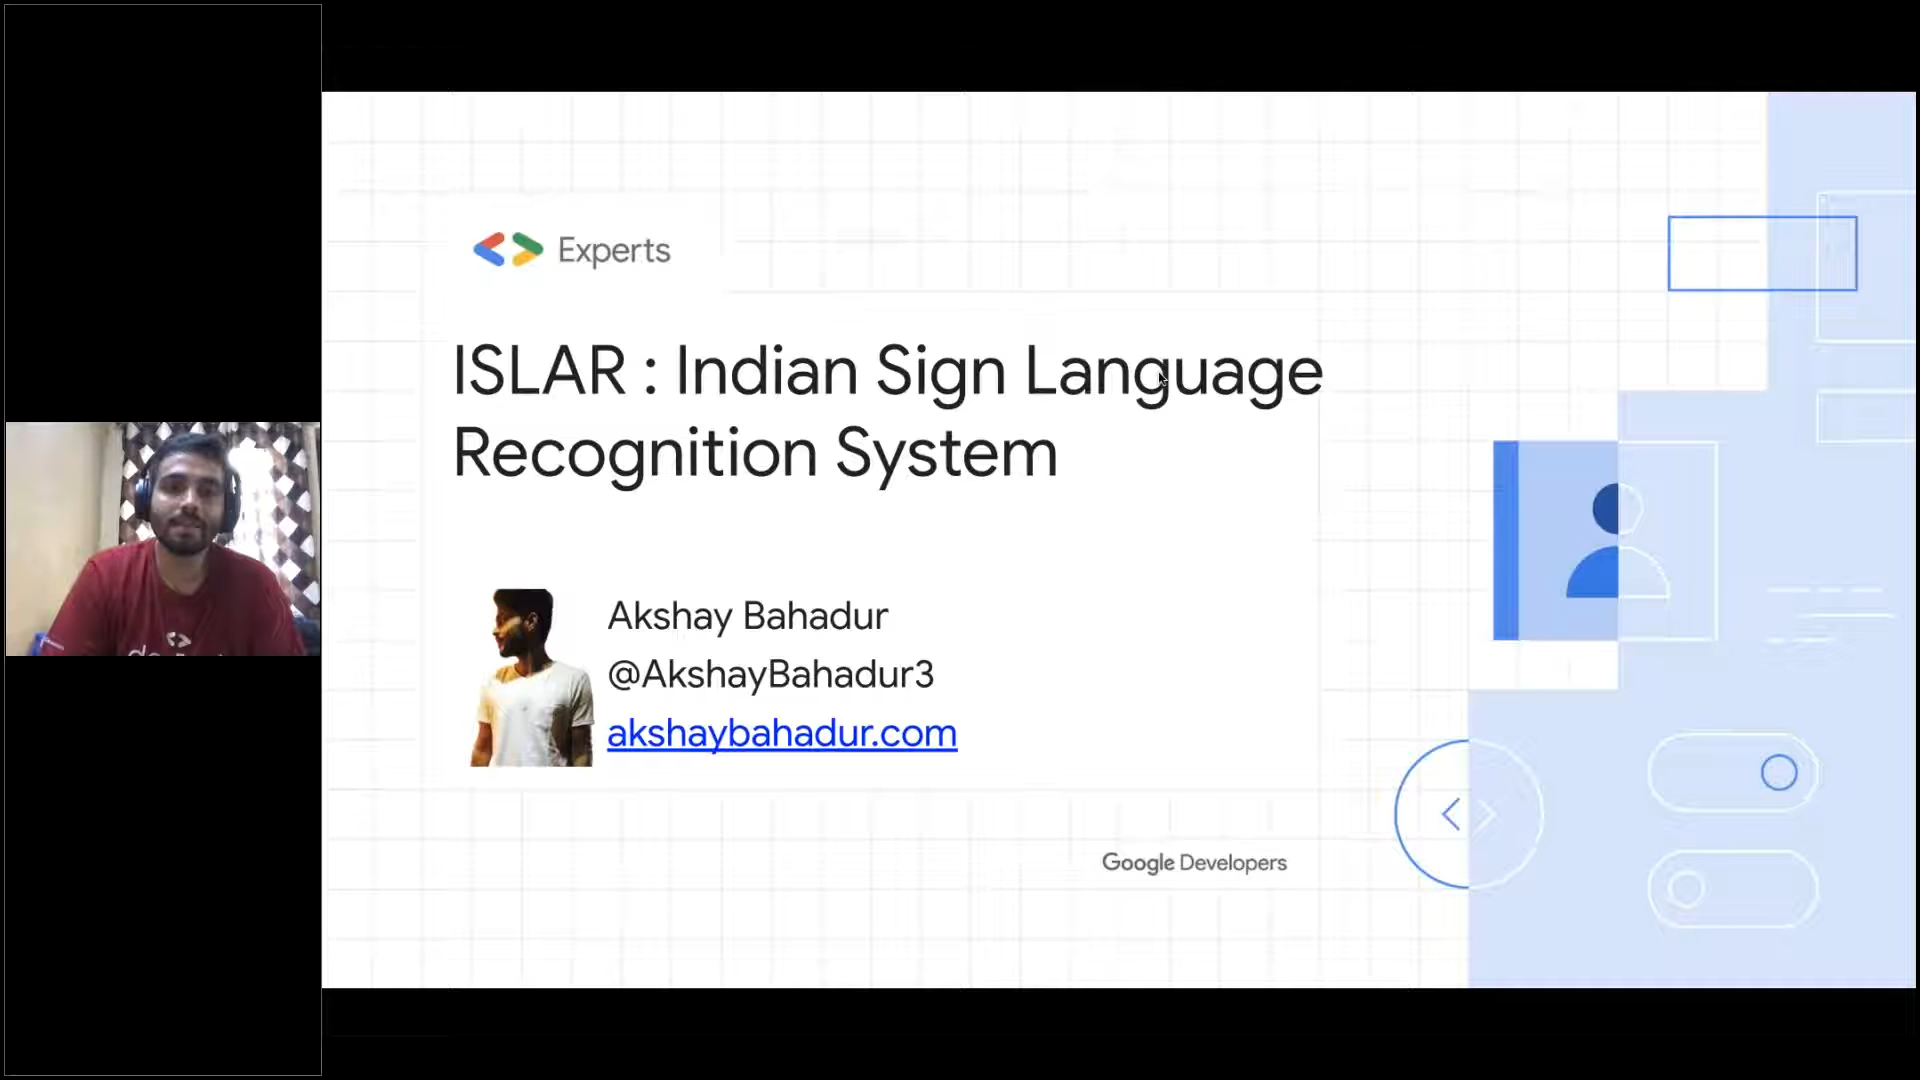 Experts
ISLAR : Indian Sign Language
Recognition System
Akshay Bahadur
@AkshayBahadur3
akshaybahadur.com
Google Developers